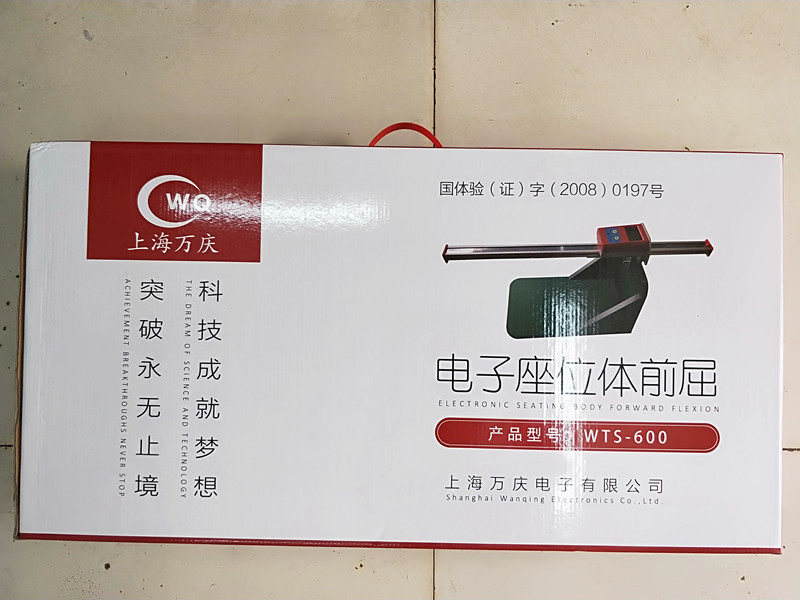 WQ
上海万庆
科技成就梦想
THE DREAM OF SCIENCE AND TECHNOLOGY
突破永无止境
ACHIEVEMENT BREAKTHROUGHS NEVER STOP
国体验（证）字（2008）0197号
电子座位体前屈
ELECTRONIC SEATING BODY FORWARD FLEXION
产品型号：WTS-600
上海万庆电子有限公司
Shanghai Wanqing Electronics Co.,Ltd.